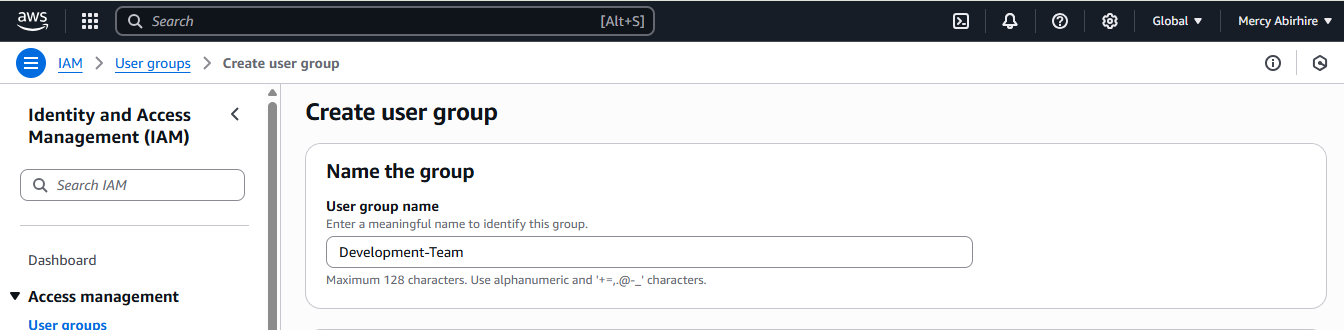 aws
Search
[Alt+S]
Global
Mercy Abirhire
IAM
User groups
Create user group
Identity and Access
Management (IAM)
Search IAM
Dashboard
Access management
User groups
Create user group
Name the group
User group name
Enter a meaningful name to identify this group.
Development-Team
Maximum 128 characters. Use alphanumeric and '+=,.@-_' characters.